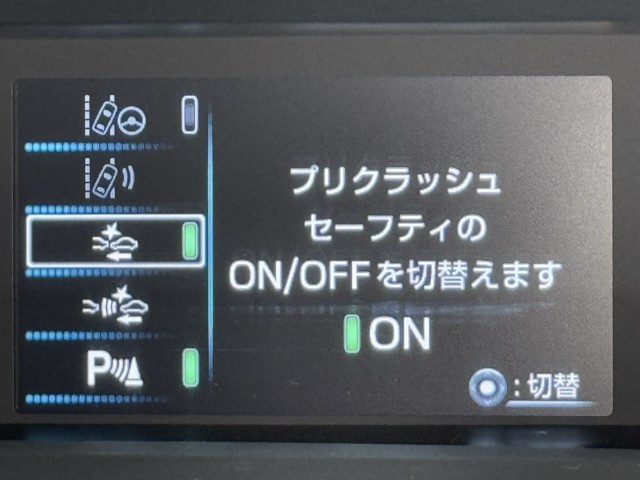 プリクラッシュ
セーフティの
ON/OFFを切替えます
ON
P
:切替